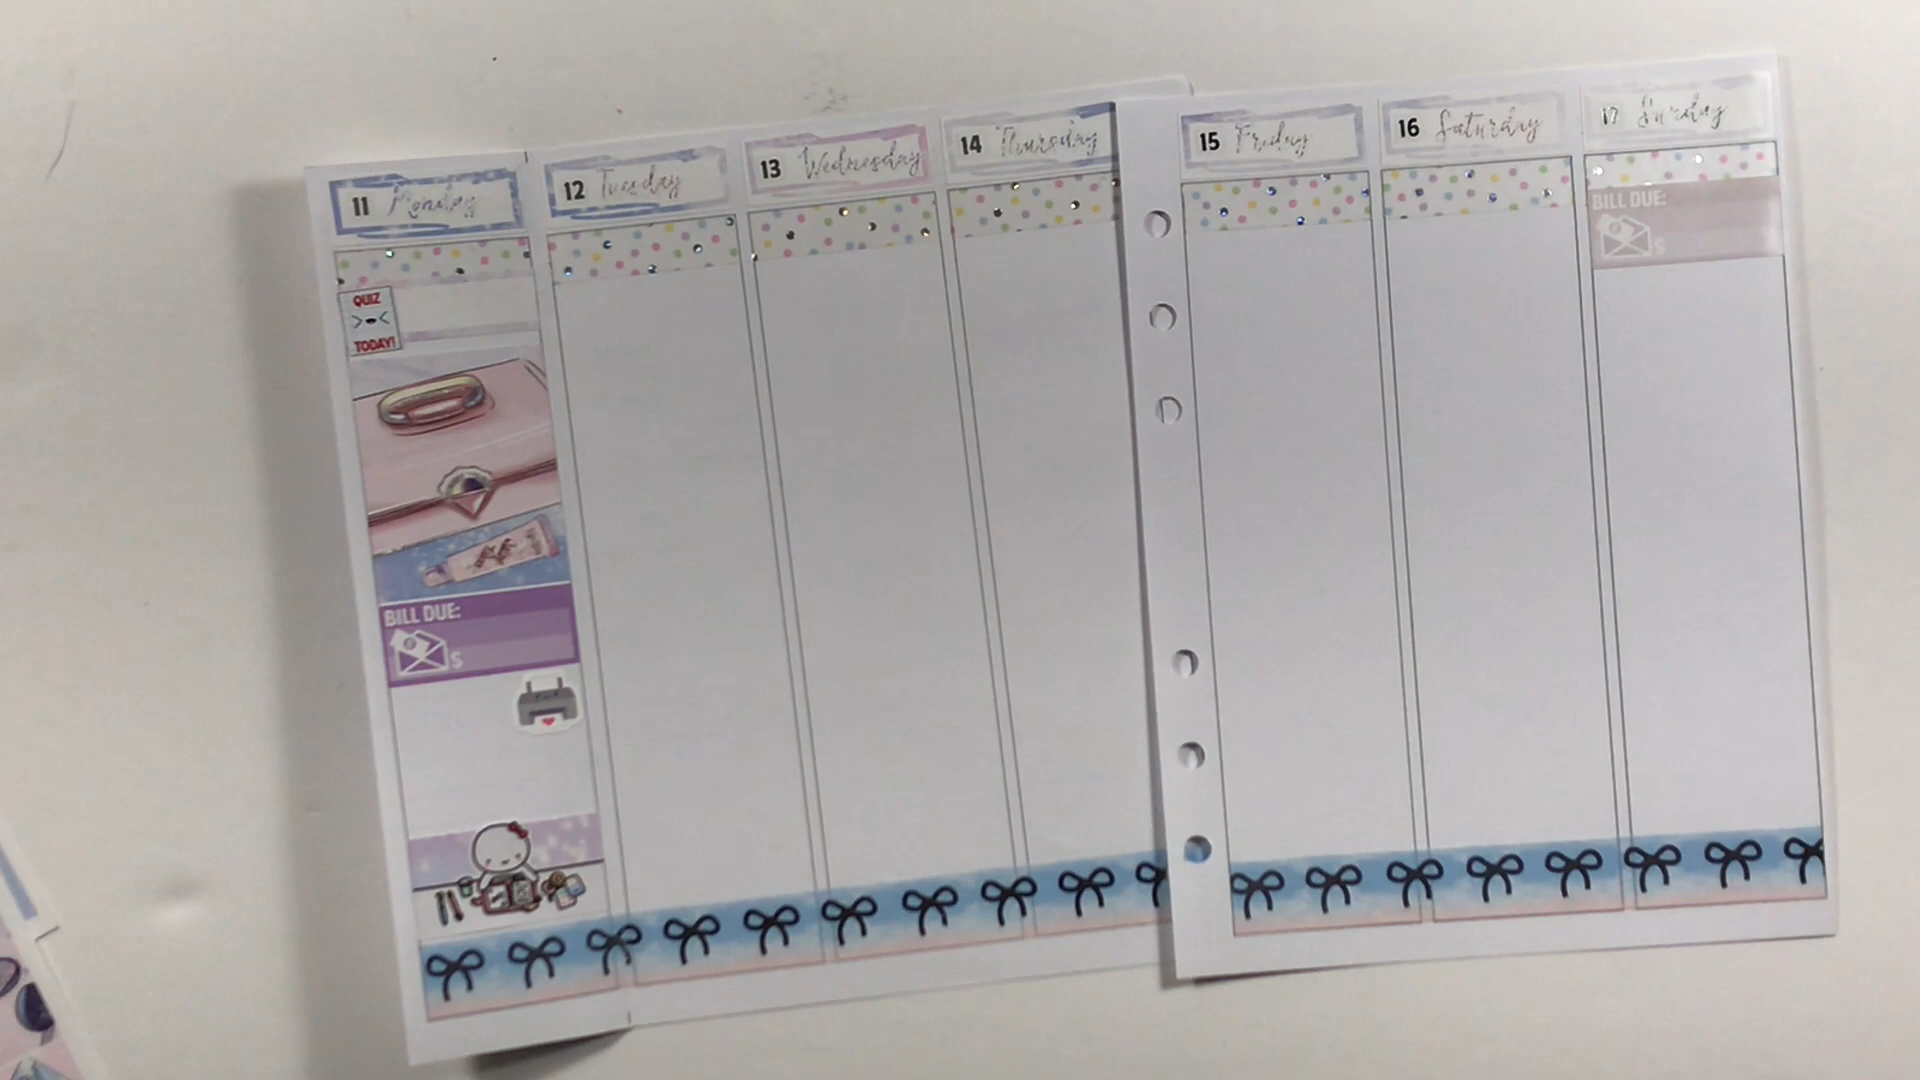 11 Monday
12 Tuesday
13 Wednesday
14 Thursday
15 Friday
16 Saturday
17 Sunday
QUIZ
TODAY!
BILL DUE:
$
BILL DUE:
$